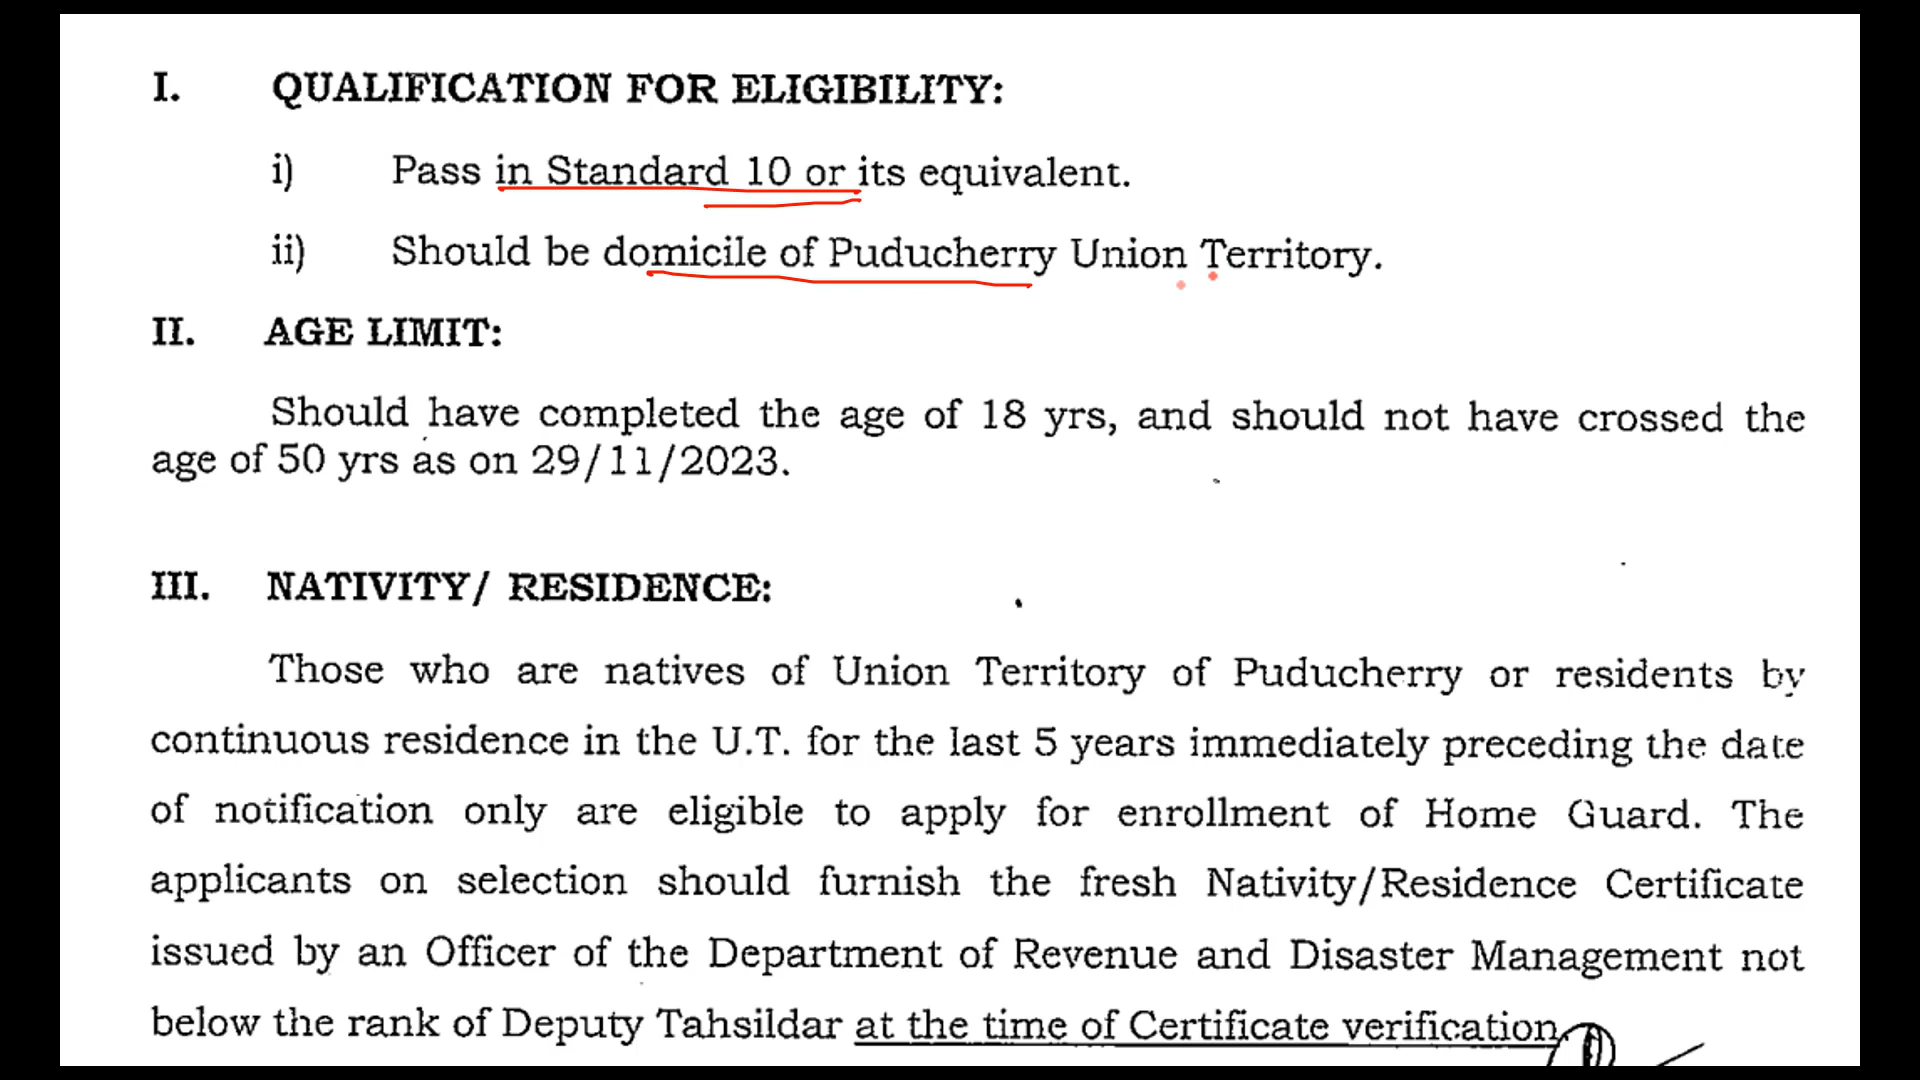 I. QUALIFICATION FOR ELIGIBILITY:
i) Pass in Standard 10 or its equivalent.
ii) Should be domicile of Puducherry Union Territory.
II. AGE LIMIT:
Should have completed the age of 18 yrs, and should not have crossed the
age of 50 yrs as on 29/11/2023.
III. NATIVITY/ RESIDENCE:
Those who are natives of Union Territory of Puducherry or residents by
continuous residence in the U.T. for the last 5 years immediately preceding the date
of notification only are eligible to apply for enrollment of Home Guard. The
applicants on selection should furnish the fresh Nativity/Residence Certificate
issued by an Officer of the Department of Revenue and Disaster Management not
below the rank of Deputy Tahsildar at the time of Certificate verification